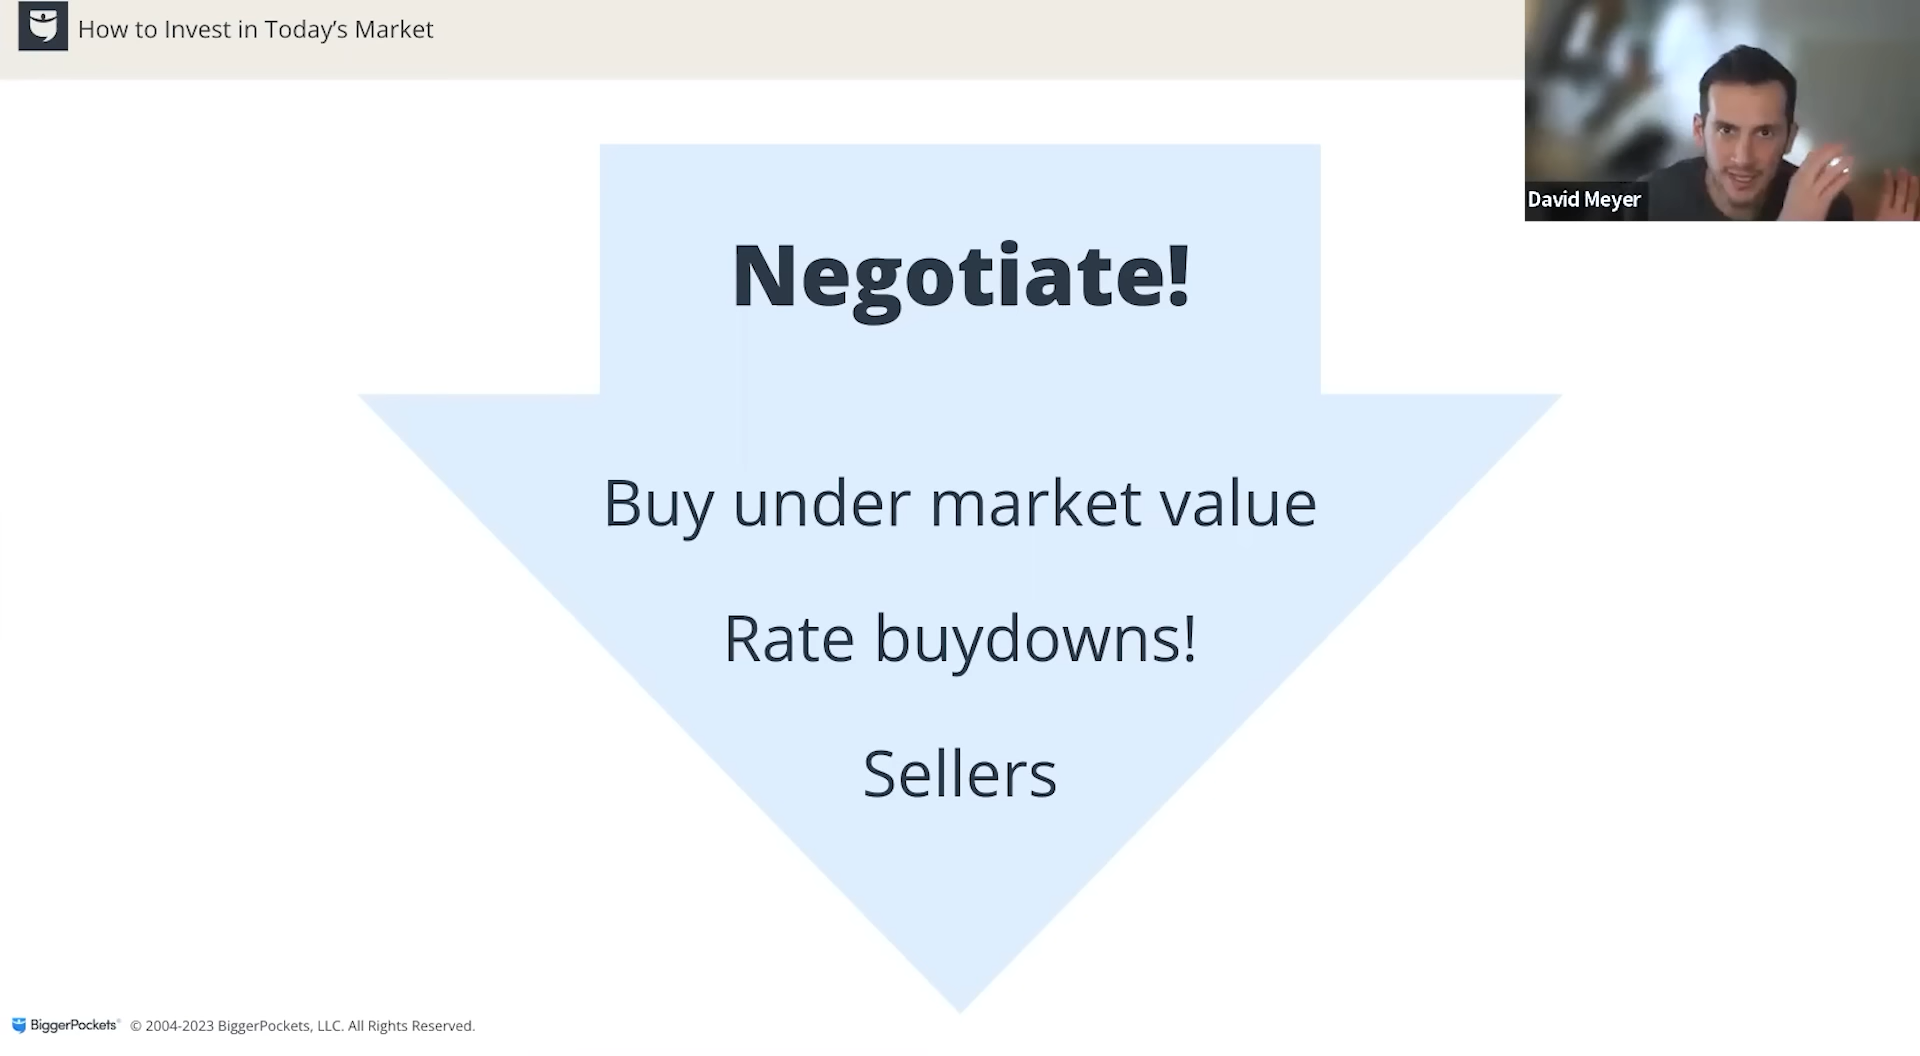 How to Invest in Today's Market
David Meyer
Negotiate!
Buy under market value
Rate buydowns!
Sellers
BiggerPockets® © 2004-2023 BiggerPockets, LLC. All Rights Reserved.